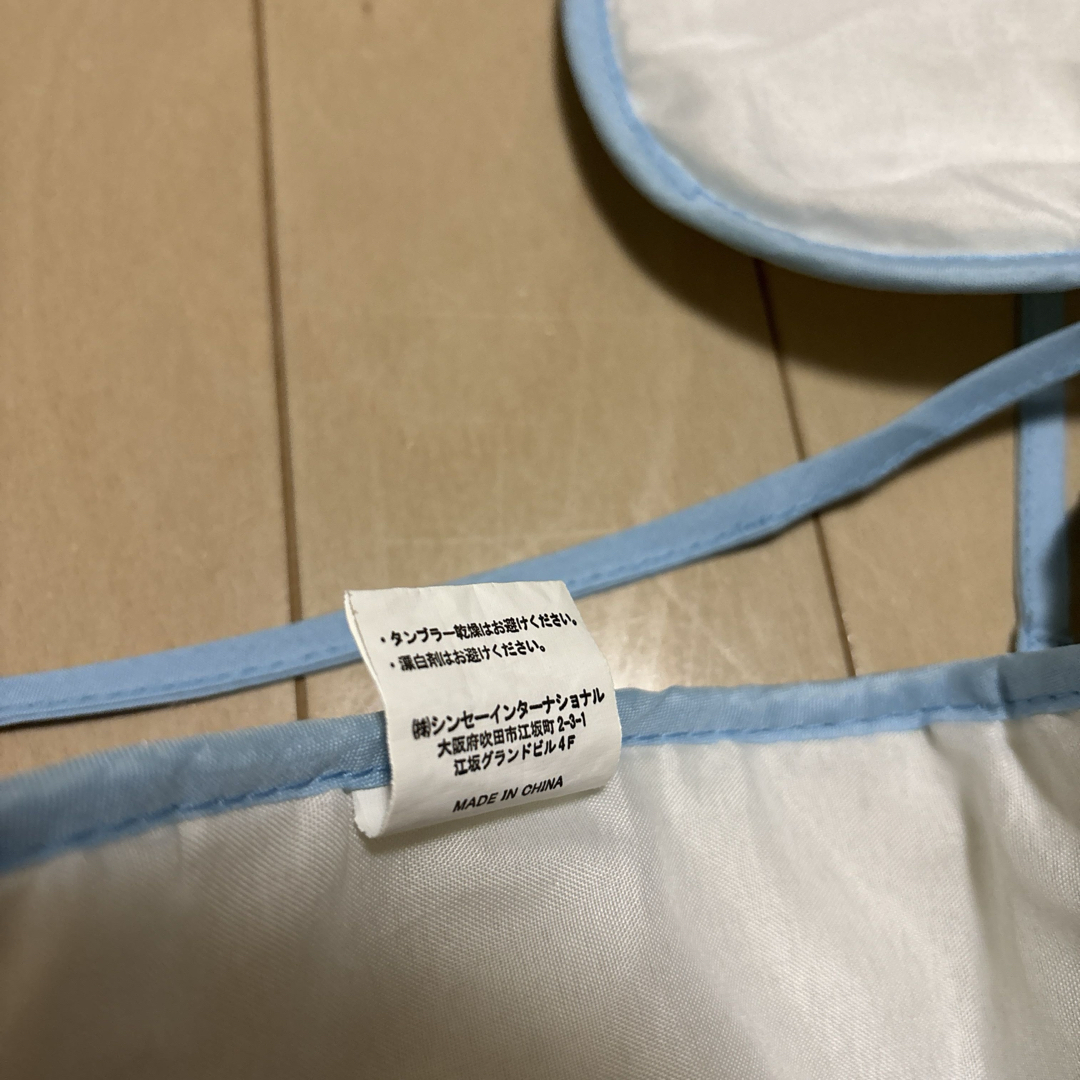 ・タンブラー乾燥はお避けください。
・漂白剤はお避けください。
㈱シンセーインターナショナル
大阪府吹田市江坂町2-3-1
江坂グランドビル4F
MADE IN CHINA